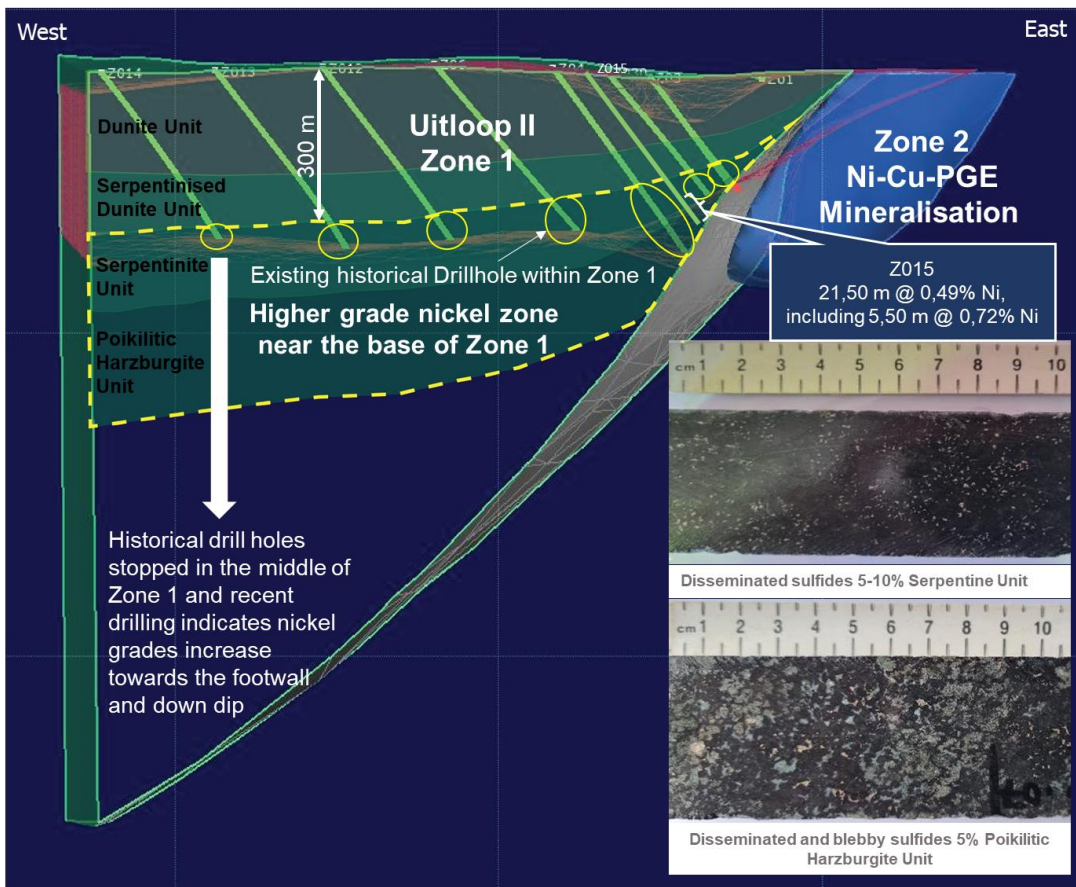 West
East
Z014
Z013
Z012
Z015
Z01
Dunite Unit
300 m
Uitloop II
Zone 1
Zone 2
Ni-Cu-PGE
Mineralisation
Serpentinised
Dunite Unit
Z015
21,50 m @ 0,49% Ni,
including 5,50 m @ 0,72% Ni
Serpentinite
Unit
Existing historical Drillhole within Zone 1
Higher grade nickel zone
near the base of Zone 1
Poikilitic
Harzburgite
Unit
cm 1 2 3 4 5 6 7 8 9 10
Disseminated sulfides 5-10% Serpentine Unit
Historical drill holes
stopped in the middle of
Zone 1 and recent
drilling indicates nickel
grades increase
towards the footwall
and down dip
cm 1 2 3 4 5 6 7 8 9 10
Disseminated and blebby sulfides 5% Poikilitic
Harzburgite Unit